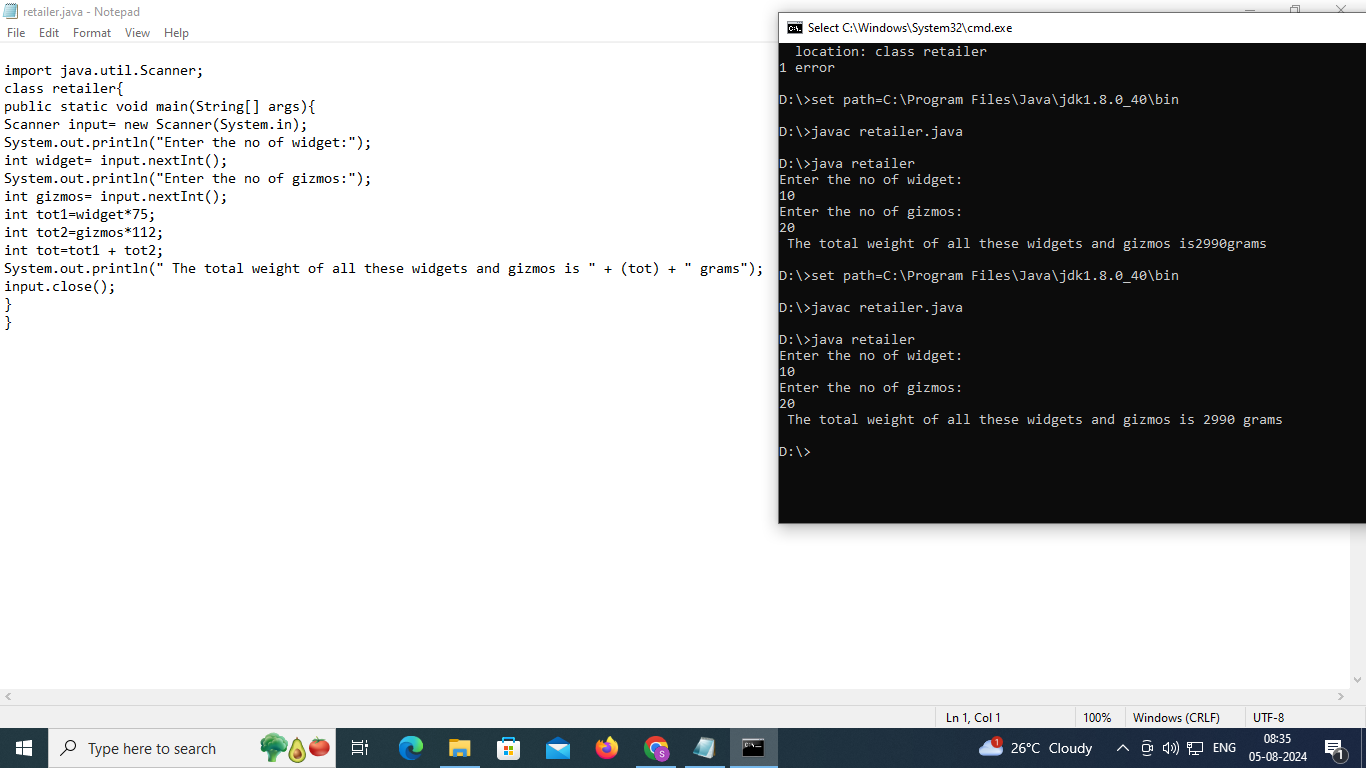 retailer.java - Notepad
File Edit Format View Help
import java.util.Scanner;
class retailer{
public static void main(String[] args){
Scanner input= new Scanner(System.in);
System.out.println("Enter the no of widget:");
int widget= input.nextInt();
System.out.println("Enter the no of gizmos:");
int gizmos= input.nextInt();
int tot1=widget*75;
int tot2=gizmos*112;
int tot=tot1 + tot2;
System.out.println(" The total weight of all these widgets and gizmos is " + (tot) + " grams");
input.close();
}
}
Select C:\Windows\System32\cmd.exe
location: class retailer
1 error
D:\>set path=C:\Program Files\Java\jdk1.8.0_40\bin
D:\>javac retailer.java
D:\>java retailer
Enter the no of widget:
10
Enter the no of gizmos:
20
The total weight of all these widgets and gizmos is2990grams
D:\>set path=C:\Program Files\Java\jdk1.8.0_40\bin
D:\>javac retailer.java
D:\>java retailer
Enter the no of widget:
10
Enter the no of gizmos:
20
The total weight of all these widgets and gizmos is 2990 grams
D:\>
Ln 1, Col 1 100% Windows (CRLF) UTF-8
Type here to search
S
1
26°C Cloudy
ENG
08:35
05-08-2024
1